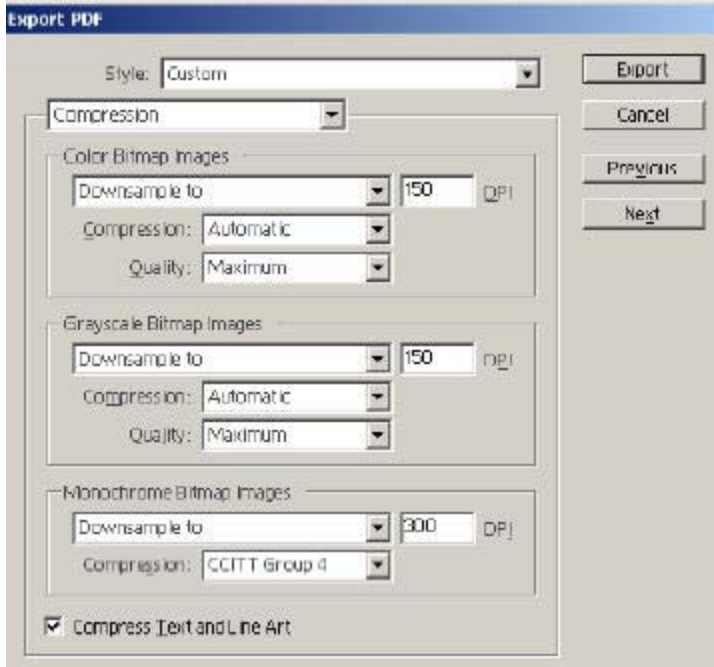 Export PDF
Style: Custom
Export
Compression
Cancel
Color Bitmap Images
Previous
Downsample to 150 DPI
Next
Compression: Automatic
Quality: Maximum
Grayscale Bitmap Images
Downsample to 150 DPI
Compression: Automatic
Quality: Maximum
Monochrome Bitmap Images
Downsample to 300 DPI
Compression: CCITT Group 4
Compress Text and Line Art